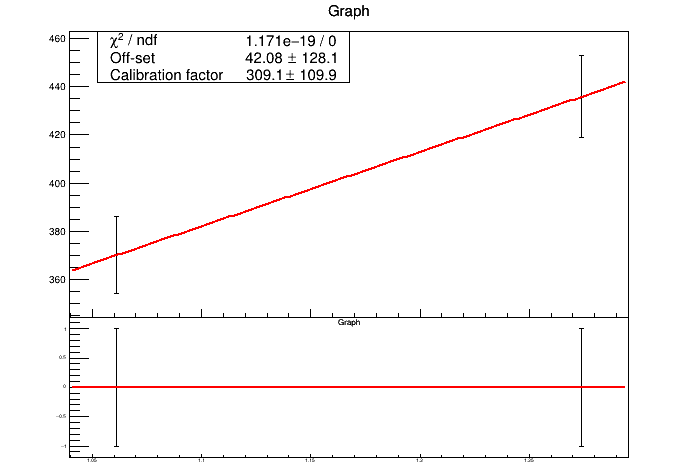 Graph
χ² / ndf 1.171e−19 / 0
Off-set 42.08 ± 128.1
Calibration factor 309.1 ± 109.9
460
440
420
400
380
360
Graph
1
0.5
0
−0.5
−1
1.05 1.1 1.15 1.2 1.25